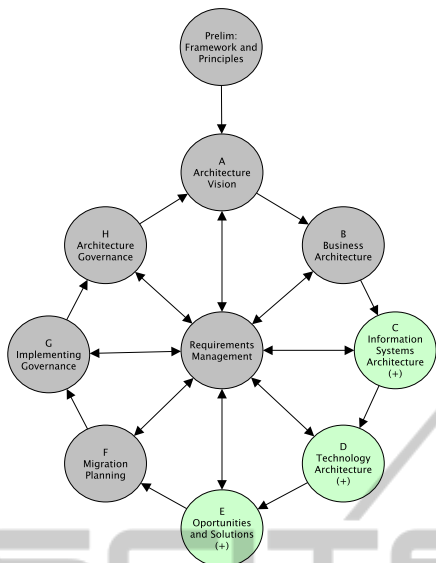 Prelim:
Framework and
Principles
A
Architecture
Vision
H
Architecture
Governance
B
Business
Architecture
G
Implementing
Governance
Requirements
Management
C
Information
Systems
Architecture
(+)
F
Migration
Planning
D
Technology
Architecture
(+)
E
Oportunities
and Solutions
(+)